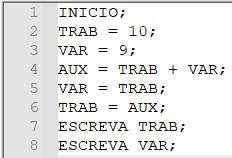 1 INICIO;
2 TRAB = 10;
3 VAR = 9;
4 AUX = TRAB + VAR;
5 VAR = TRAB;
6 TRAB = AUX;
7 ESCREVA TRAB;
8 ESCREVA VAR;